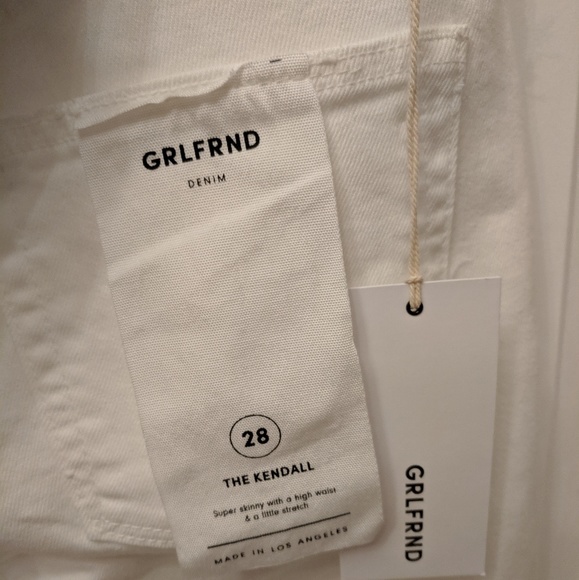 GRLFRND
DENIM
28
THE KENDALL
Super skinny with a high waist
& a little stretch
MADE IN LOS ANGELES
GRLFRND